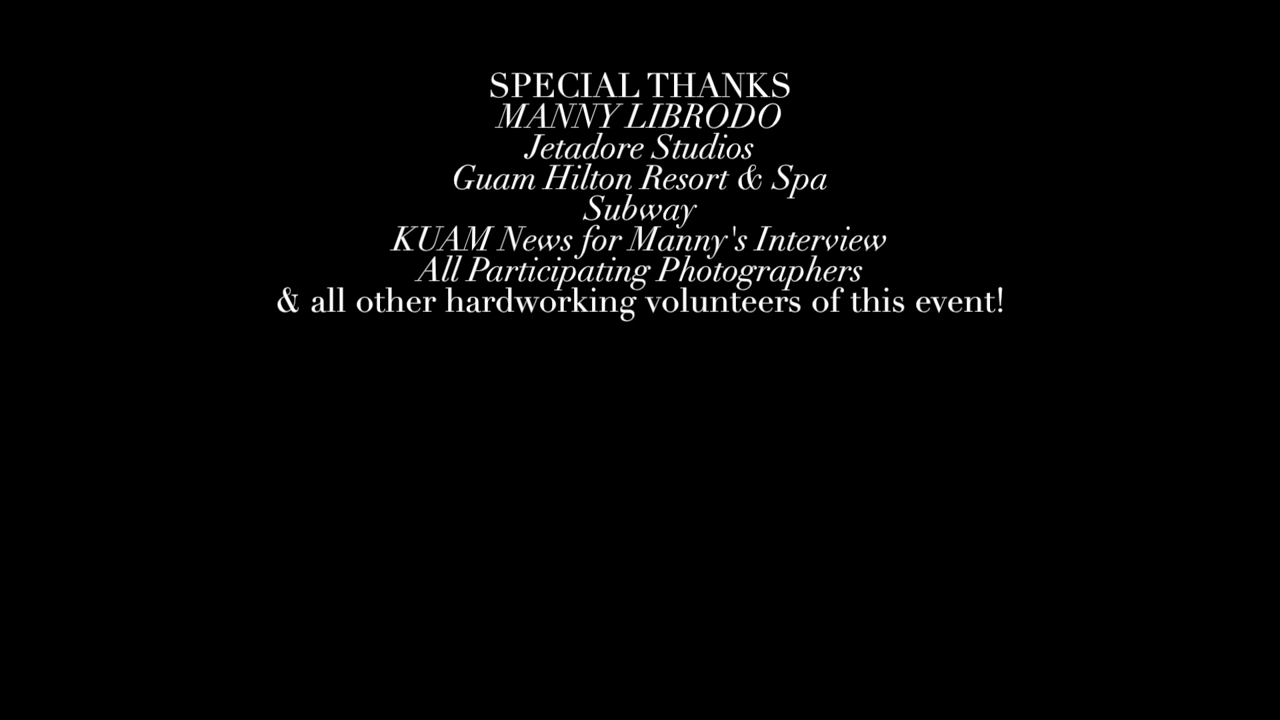 SPECIAL THANKS
MANNY LIBRODO
Jetadore Studios
Guam Hilton Resort & Spa
Subway
KUAM News for Manny's Interview
All Participating Photographers
& all other hardworking volunteers of this event!